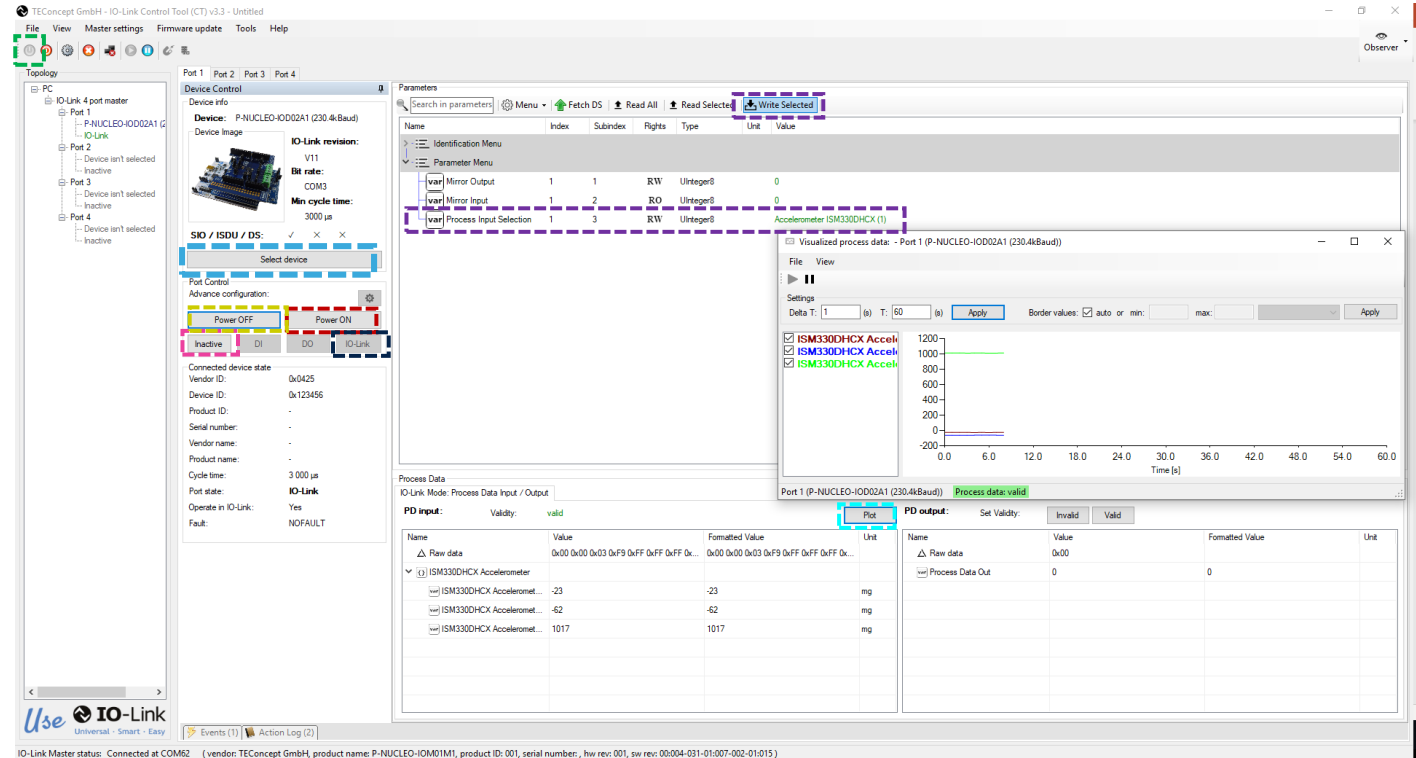 TEConcept GmbH - IO-Link Control Tool (CT) v3.3 - Untitled
File View Master settings Firmware update Tools Help
Observer
Topology
PC
IO-Link 4 port master
Port 1
P-NUCLEO-IOD02A1 (2
IO-Link
Port 2
Device isn't selected
Inactive
Port 3
Device isn't selected
Inactive
Port 4
Device isn't selected
Inactive
Use IO-Link
Universal - Smart - Easy
Port 1 Port 2 Port 3 Port 4
Device Control
Device info
Device: P-NUCLEO-IOD02A1 (230.4kBaud)
Device Image
IO-Link revision:
V11
Bit rate:
COM3
Min cycle time:
3000 µs
SIO / ISDU / DS: ✓ × ×
Select device
Port Control
Advance configuration:
Power OFF Power ON
Inactive DI DO IO-Link
Connected device state
Vendor ID: 0x0425
Device ID: 0x123456
Product ID: -
Serial number: -
Vendor name: -
Product name: -
Cycle time: 3 000 µs
Port state: IO-Link
Operate in IO-Link: Yes
Fault: NOFAULT
Events (1) Action Log (2)
Parameters
Search in parameters Menu Fetch DS Read All Read Selected Write Selected
Name Index Subindex Rights Type Unit Value
Identification Menu
Parameter Menu
var Mirror Output 1 1 RW UInteger8 0
var Mirror Input 1 2 RO UInteger8 0
var Process Input Selection 1 3 RW UInteger8 Accelerometer ISM330DHCX (1)
Visualized process data: - Port 1 (P-NUCLEO-IOD02A1 (230.4kBaud))
File View
Settings
Delta T: 1 (s) T: 60 (s) Apply Border values: auto or min: max: Apply
ISM330DHCX Accele
ISM330DHCX Accele
ISM330DHCX Accele
1200
1000
800
600
400
200
0
-200
0.0 6.0 12.0 18.0 24.0 30.0 36.0 42.0 48.0 54.0 60.0
Time [s]
Port 1 (P-NUCLEO-IOD02A1 (230.4kBaud)) Process data: valid
Process Data
IO-Link Mode: Process Data Input / Output
PD input: Validity: valid Plot
Name Value Formatted Value Unit
Raw data 0x00 0x00 0x03 0xF9 0xFF 0xFF 0xFF 0x... 0x00 0x00 0x03 0xF9 0xFF 0xFF 0xFF 0x...
{} ISM330DHCX Accelerometer
var ISM330DHCX Acceleromet... -23 -23 mg
var ISM330DHCX Acceleromet... -62 -62 mg
var ISM330DHCX Acceleromet... 1017 1017 mg
PD output: Set Validity: Invalid Valid
Name Value Formatted Value Unit
Raw data 0x00
var Process Data Out 0 0
IO-Link Master status: Connected at COM62 ( vendor: TEConcept GmbH, product name: P-NUCLEO-IOM01M1, product ID: 001, serial number: , hw rev: 001, sw rev: 00:004-031-01:007-002-01:015 )